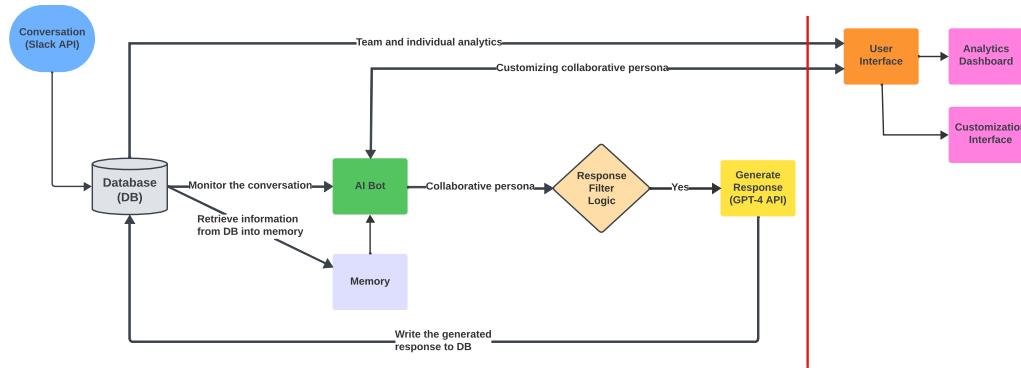 Conversation
(Slack API)
Team and individual analytics
User
Interface
Analytics
Dashboard
Customizing collaborative persona
Customization
Interface
Database
(DB)
Monitor the conversation
AI Bot
Collaborative persona
Response
Filter
Logic
Yes
Generate
Response
(GPT-4 API)
Retrieve information
from DB into memory
Memory
Write the generated
response to DB